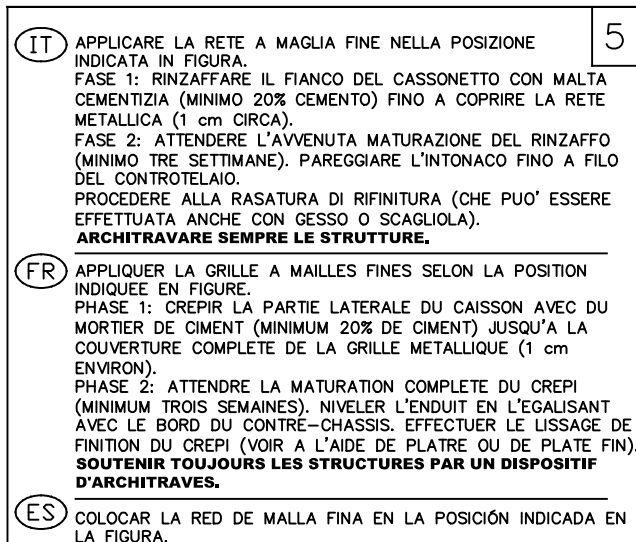 5
IT APPLICARE LA RETE A MAGLIA FINE NELLA POSIZIONE
INDICATA IN FIGURA.
FASE 1: RINZAFFARE IL FIANCO DEL CASSONETTO CON MALTA
CEMENTIZIA (MINIMO 20% CEMENTO) FINO A COPRIRE LA RETE
METALLICA (1 cm CIRCA).
FASE 2: ATTENDERE L'AVVENUTA MATURAZIONE DEL RINZAFFO
(MINIMO TRE SETTIMANE). PAREGGIARE L'INTONACO FINO A FILO
DEL CONTROTELAIO.
PROCEDERE ALLA RASATURA DI RIFINITURA (CHE PUO' ESSERE
EFFETTUATA ANCHE CON GESSO O SCAGLIOLA).
ARCHITRAVARE SEMPRE LE STRUTTURE.
FR APPLIQUER LA GRILLE A MAILLES FINES SELON LA POSITION
INDIQUEE EN FIGURE.
PHASE 1: CREPIR LA PARTIE LATERALE DU CAISSON AVEC DU
MORTIER DE CIMENT (MINIMUM 20% DE CIMENT) JUSQU'A LA
COUVERTURE COMPLETE DE LA GRILLE METALLIQUE (1 cm
ENVIRON).
PHASE 2: ATTENDRE LA MATURATION COMPLETE DU CREPI
(MINIMUM TROIS SEMAINES). NIVELER L'ENDUIT EN L'EGALISANT
AVEC LE BORD DU CONTRE-CHASSIS. EFFECTUER LE LISSAGE DE
FINITION DU CREPI (VOIR A L'AIDE DE PLATRE OU DE PLATE FIN).
SOUTENIR TOUJOURS LES STRUCTURES PAR UN DISPOSITIF
D'ARCHITRAVES.
ES COLOCAR LA RED DE MALLA FINA EN LA POSICIÓN INDICADA EN
LA FIGURA.